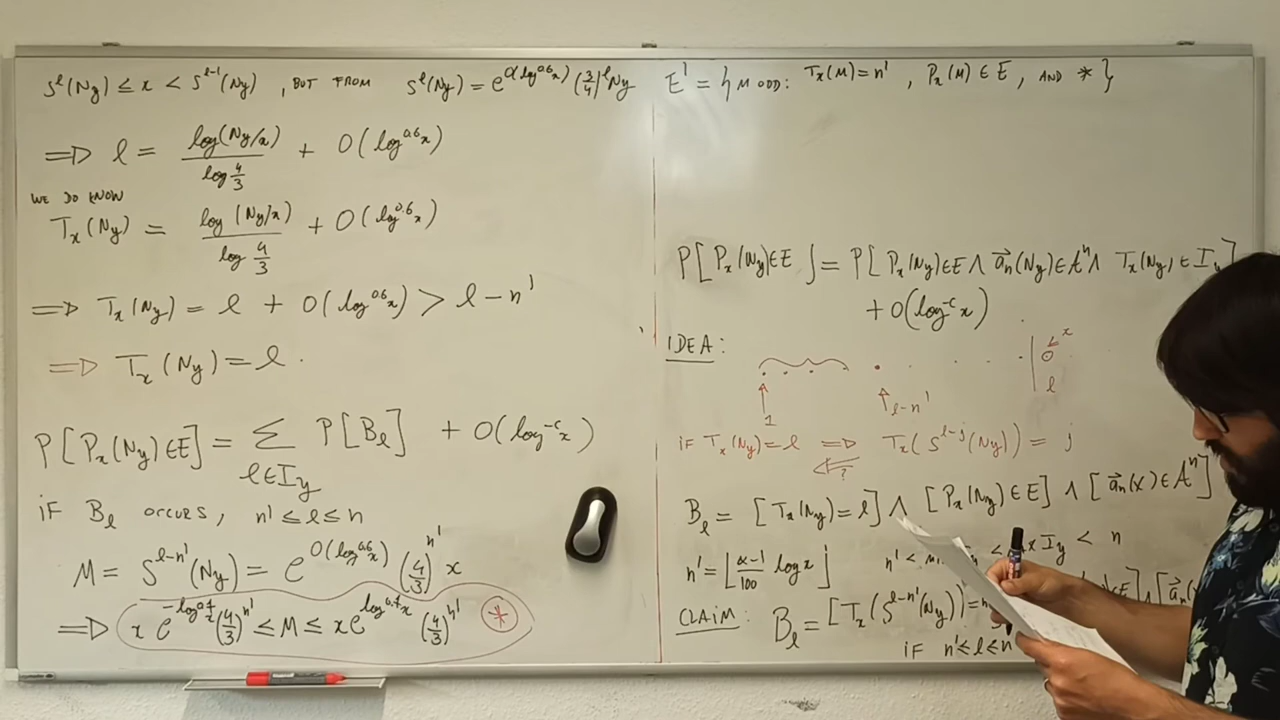 S^l(N_y) ≤ x < S^{l-1}(N_y) , BUT FROM S^l(N_y) = e^{O(log^{0.6} x)} (3/4)^l N_y
⟹ l = log(N_y/x) / log 4/3 + O(log^{0.6} x)
WE DO KNOW
T_x(N_y) = log(N_y/x) / log 4/3 + O(log^{0.6} x)
⟹ T_x(N_y) = l + O(log^{0.6} x) > l - n'
⟹ T_x(N_y) = l.
P[P_x(N_y) ∈ E] = Σ_{l∈I_y} P[B_l] + O(log^{-c} x)
iF B_l OCCURS, n' ≤ l ≤ n
M = S^{l-n'}(N_y) = e^{O(log^{0.6} x)} (4/3)^{n'} x
⟹ x e^{-log^{0.7} x} (4/3)^{n'} ≤ M ≤ x e^{log^{0.7} x} (4/3)^{n'} (*)
E' = { M ODD: T_x(M) = n' , P_x(M) ∈ E, AND * }
P[P_x(N_y) ∈ E] = P[P_x(N_y) ∈ E ∧ a⃗_n(N_y) ∈ A^n ∧ T_x(N_y) ∈ I_y]
+ O(log^{-c} x)
IDEA:
x
1 l-n' l
iF T_x(N_y) = l ⟹ T_x(S^{l-j}(N_y)) = j
⟸ ?
B_l = [T_x(N_y) = l] ∧ [P_x(N_y) ∈ E] ∧ [a⃗_n(x) ∈ A^n]
n' = ⌊ (α-1)/100 log x ⌋ n' < I_y < n
CLAIM: B_l = [T_x(S^{l-n'}(N_y)) =
iF n' ≤ l ≤ n